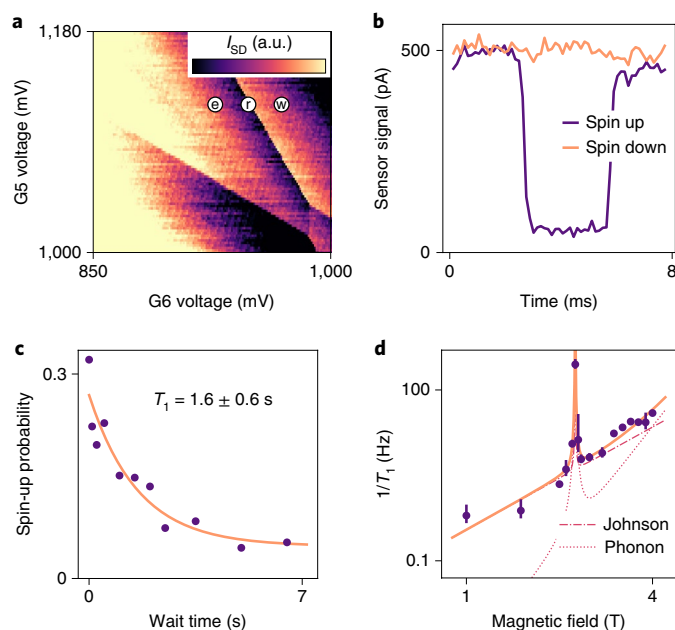 a
1,180
I_SD (a.u.)
e r w
G5 voltage (mV)
1,000
850
1,000
G6 voltage (mV)
b
500
Sensor signal (pA)
Spin up
Spin down
0
0
8
Time (ms)
c
0.3
T_1 = 1.6 ± 0.6 s
Spin-up probability
0
0
7
Wait time (s)
d
100
1/T_1 (Hz)
Johnson
Phonon
0.1
1
4
Magnetic field (T)